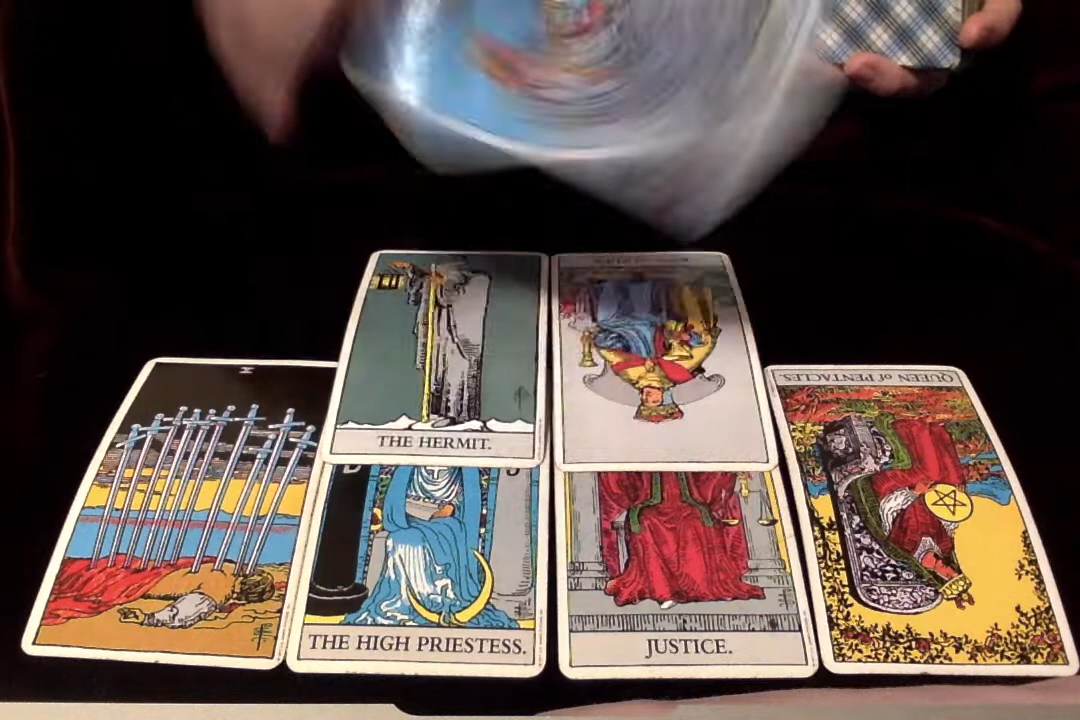 THE HERMIT.
QUEEN of PENTACLES.
THE HIGH PRIESTESS.
JUSTICE.